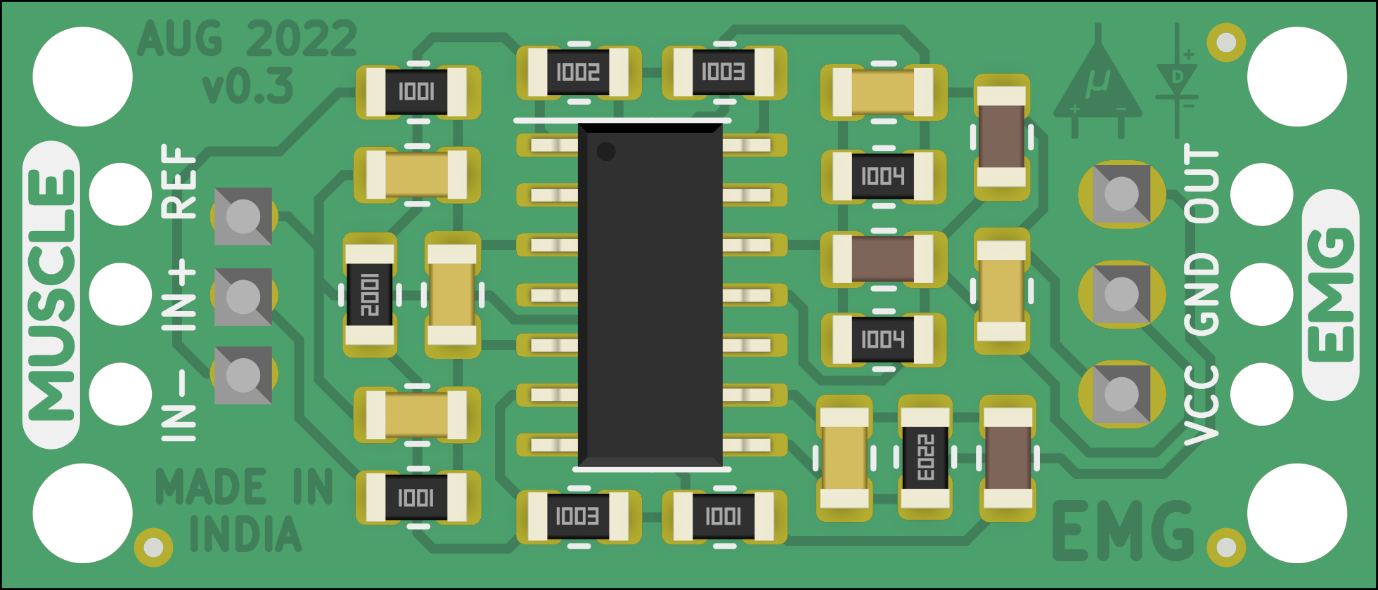 AUG 2022
v0.3
1001
1002
1003
µ
+ -
+
D
-
MUSCLE
REF
IN+
IN-
2001
1004
1004
OUT
GND
VCC
EMG
MADE IN
INDIA
1001
1003
1001
2203
EMG